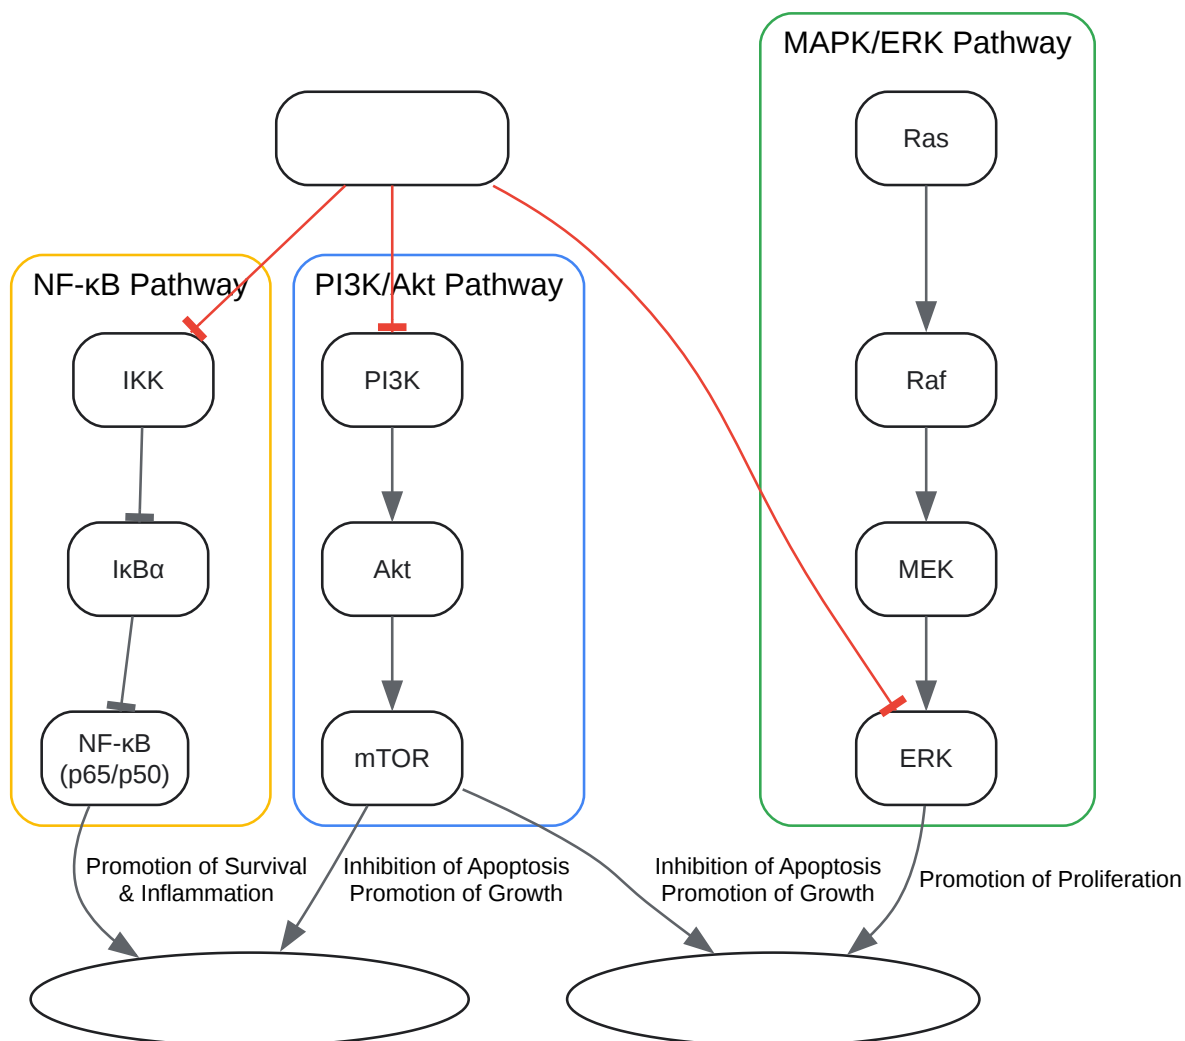 MAPK/ERK Pathway
Ras
NF-κB Pathway
PI3K/Akt Pathway
IKK
PI3K
Raf
IκBα
Akt
MEK
NF-κB
(p65/p50)
mTOR
ERK
Promotion of Survival
& Inflammation
Inhibition of Apoptosis
Promotion of Growth
Inhibition of Apoptosis
Promotion of Growth
Promotion of Proliferation